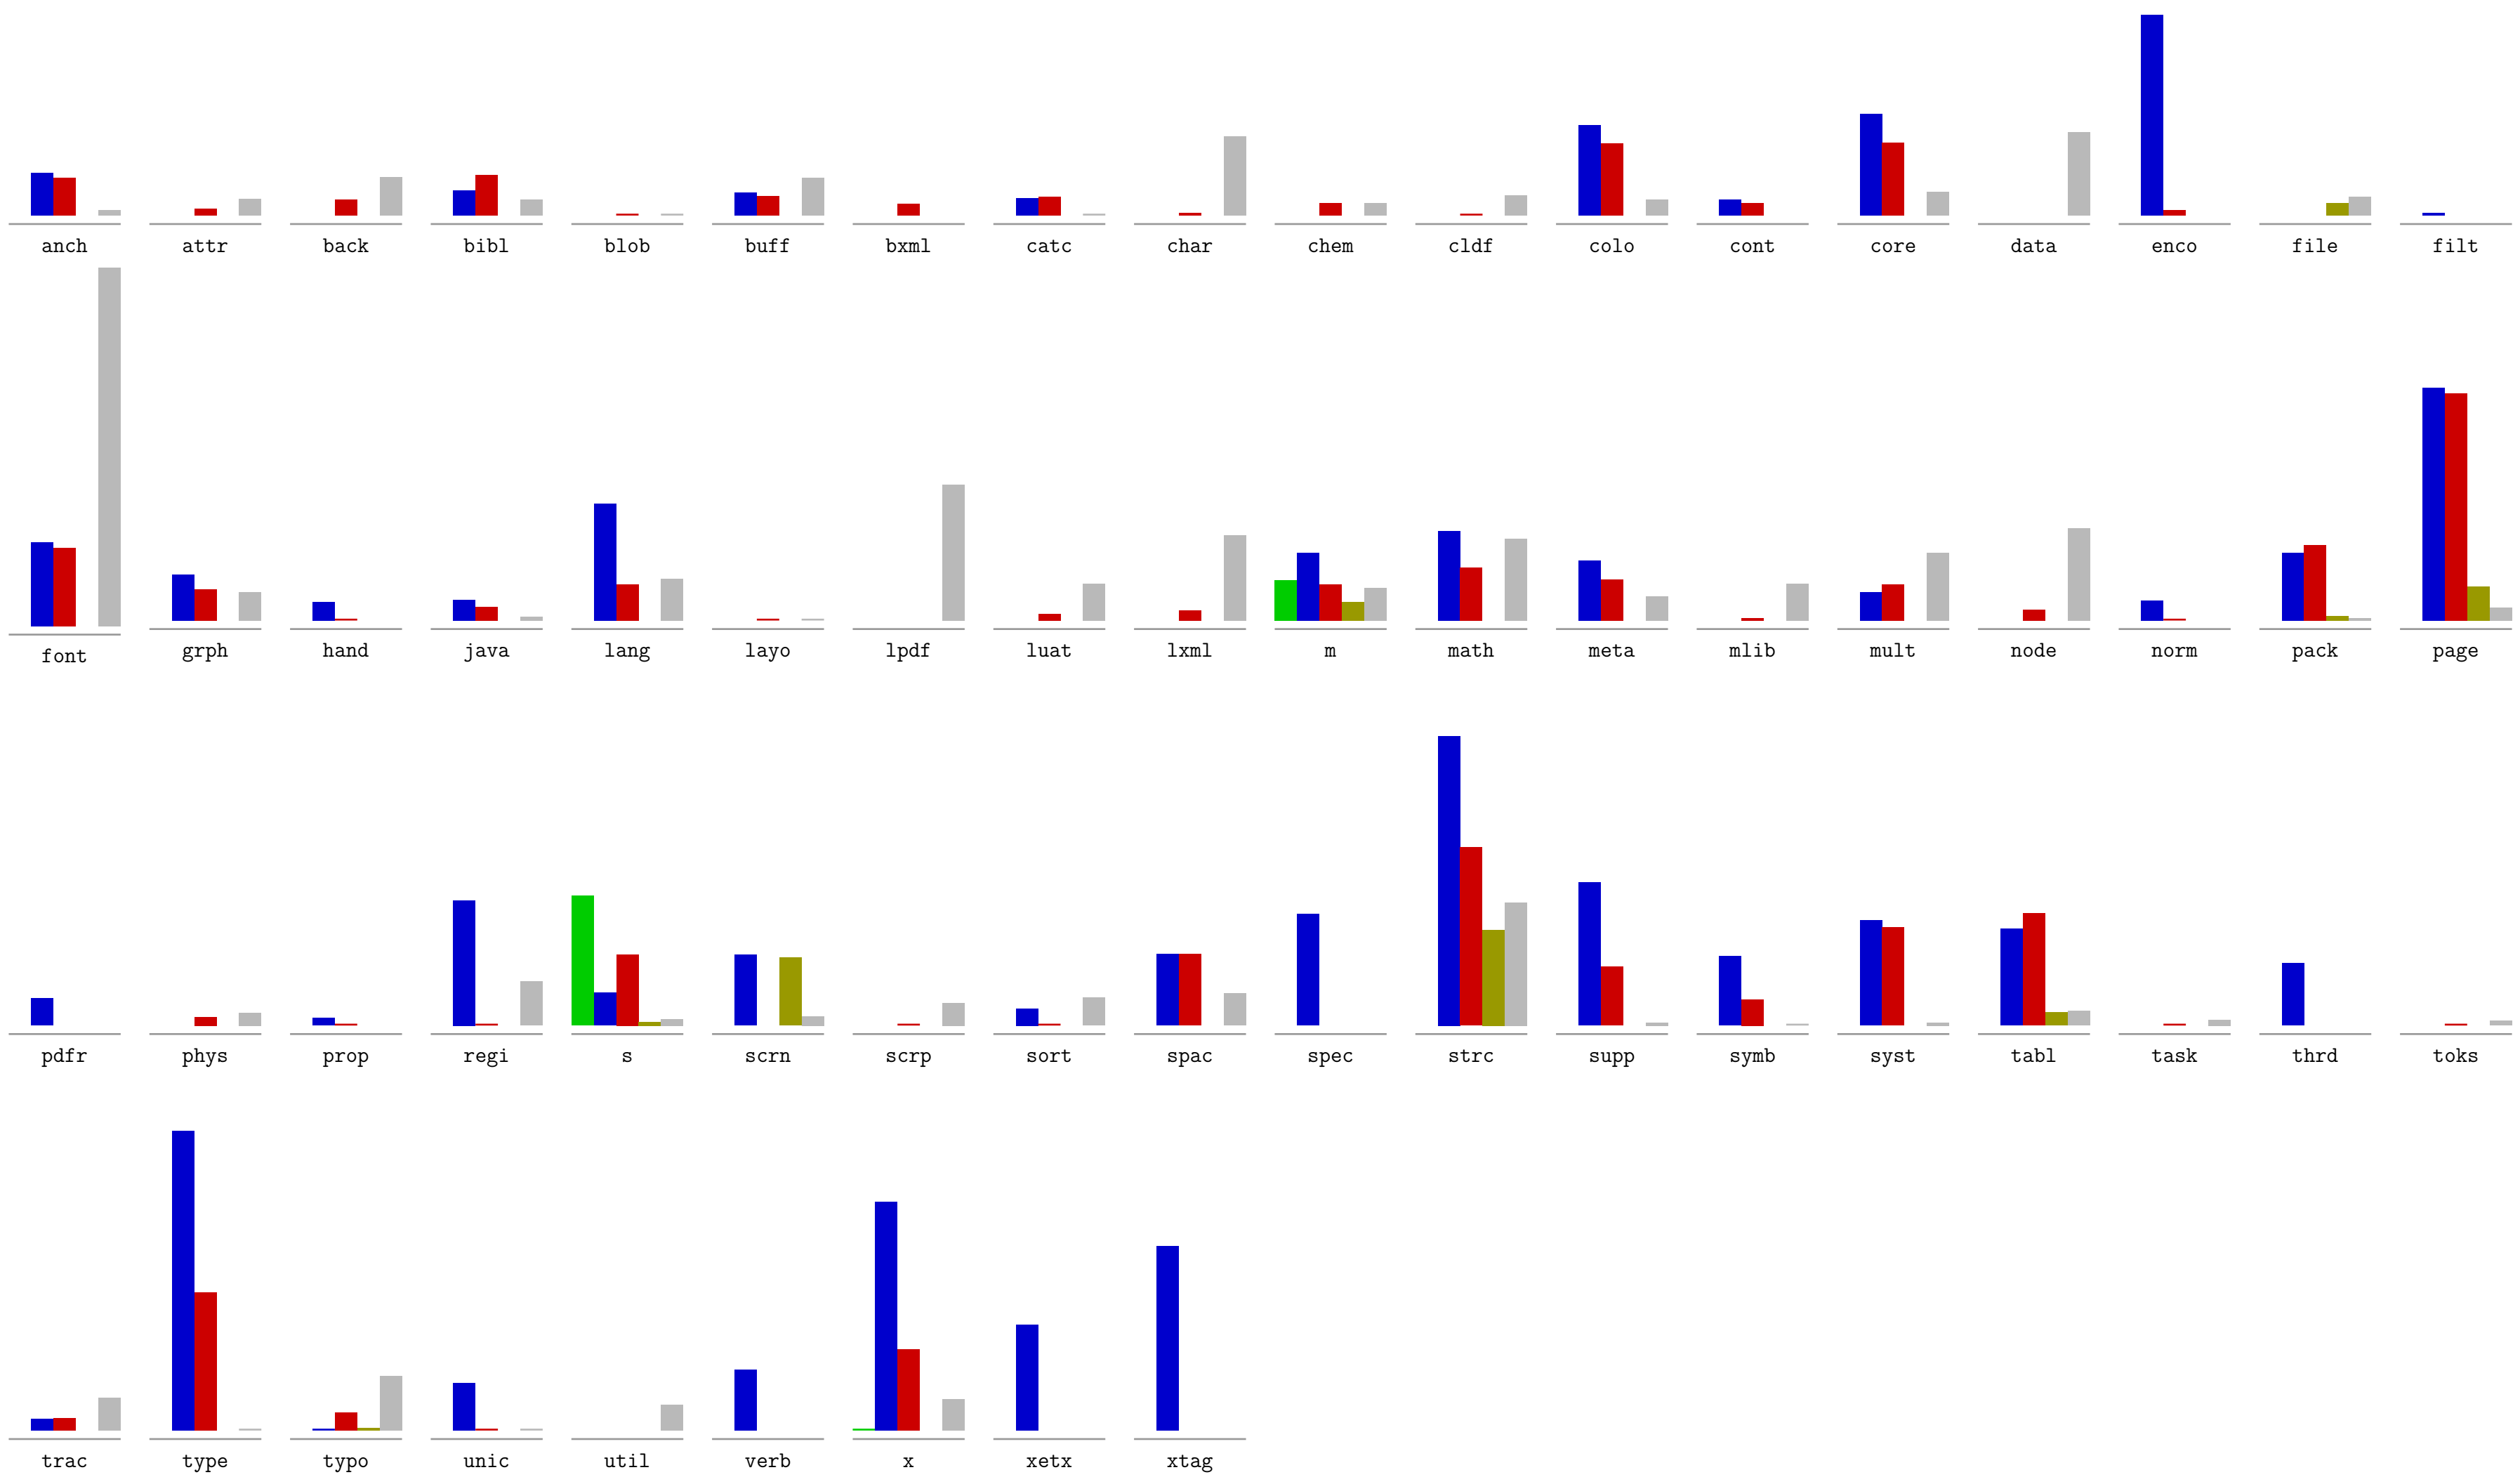 anch attr back bibl blob buff bxml catc char chem cldf colo cont core data enco file filt
font grph hand java lang layo lpdf luat lxml m math meta mlib mult node norm pack page
pdfr phys prop regi s scrn scrp sort spac spec strc supp symb syst tabl task thrd toks
trac type typo unic util verb x xetx xtag